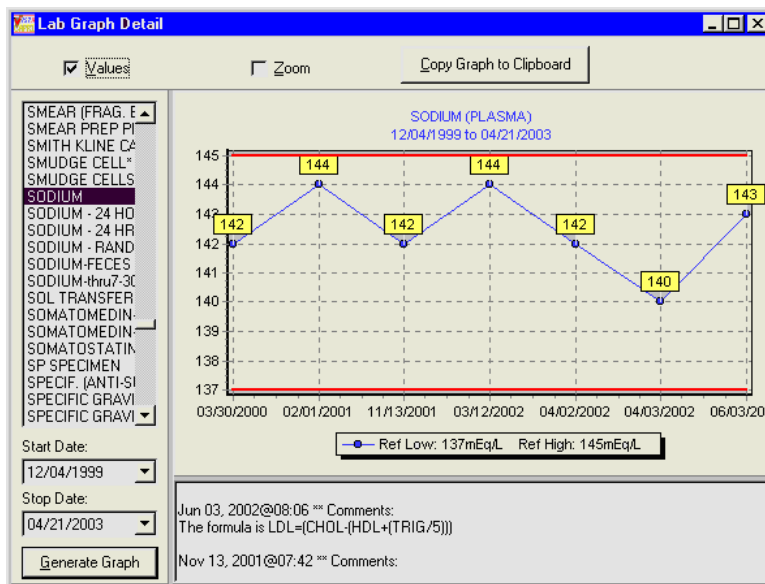 Lab Graph Detail
Values
Zoom
Copy Graph to Clipboard
SMEAR (FRAG. E
SMEAR PREP PI
SMITH KLINE CA
SMUDGE CELL*
SMUDGE CELLS
SODIUM
SODIUM - 24 HO
SODIUM - 24 HR
SODIUM - RAND
SODIUM-FECES
SODIUM-thru7-30
SOL TRANSFER
SOMATOMEDIN-
SOMATOMEDIN-
SOMATOSTATIN
SP SPECIMEN
SPECIF. (ANTI-SI
SPECIFIC GRAVI
SPECIFIC GRAVI
Start Date:
12/04/1999
Stop Date:
04/21/2003
Generate Graph
SODIUM (PLASMA)
12/04/1999 to 04/21/2003
145
144
142
141
140
139
138
137
142
144
142
144
142
140
143
03/30/2000
02/01/2001
11/13/2001
03/12/2002
04/02/2002
04/03/2002
06/03/20
Ref Low: 137mEq/L Ref High: 145mEq/L
Jun 03, 2002@08:06 ** Comments:
The formula is LDL=(CHOL-(HDL+(TRIG/5)))
Nov 13, 2001@07:42 ** Comments: